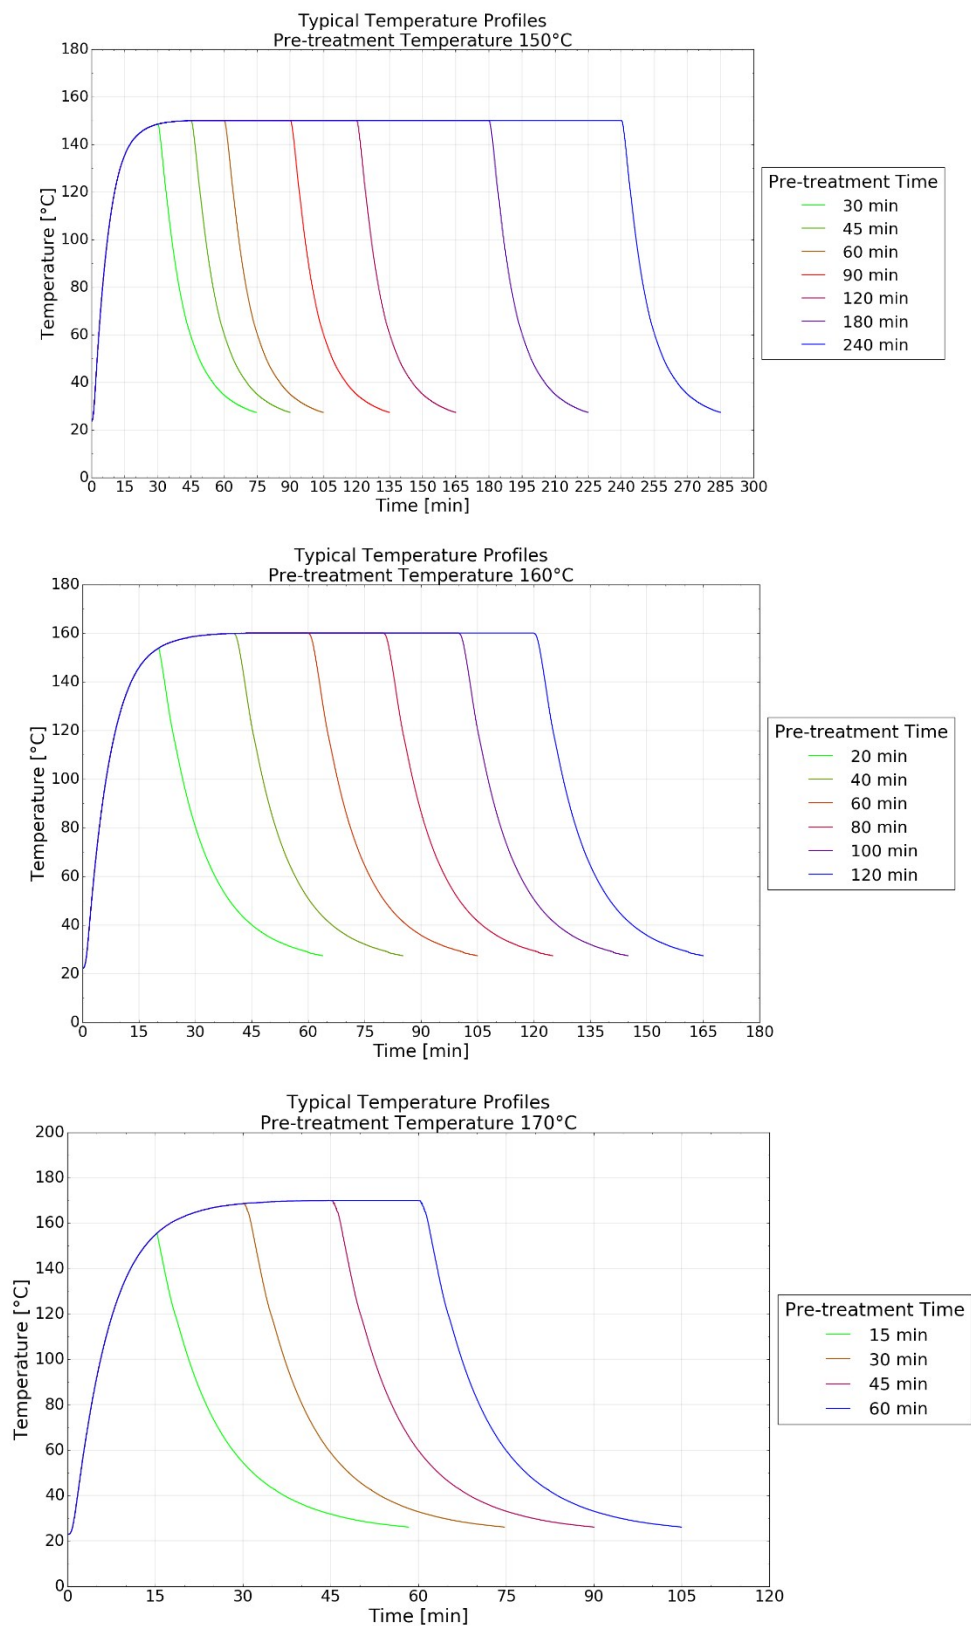 Typical Temperature Profiles
Pre-treatment Temperature 150°C
180
160
140
120
100
80
60
40
20
0
Temperature [°C]
0 15 30 45 60 75 90 105 120 135 150 165 180 195 210 225 240 255 270 285 300
Time [min]
Pre-treatment Time
30 min
45 min
60 min
90 min
120 min
180 min
240 min
Typical Temperature Profiles
Pre-treatment Temperature 160°C
180
160
140
120
100
80
60
40
20
0
Temperature [°C]
0 15 30 45 60 75 90 105 120 135 150 165 180
Time [min]
Pre-treatment Time
20 min
40 min
60 min
80 min
100 min
120 min
Typical Temperature Profiles
Pre-treatment Temperature 170°C
200
180
160
140
120
100
80
60
40
20
0
Temperature [°C]
0 15 30 45 60 75 90 105 120
Time [min]
Pre-treatment Time
15 min
30 min
45 min
60 min